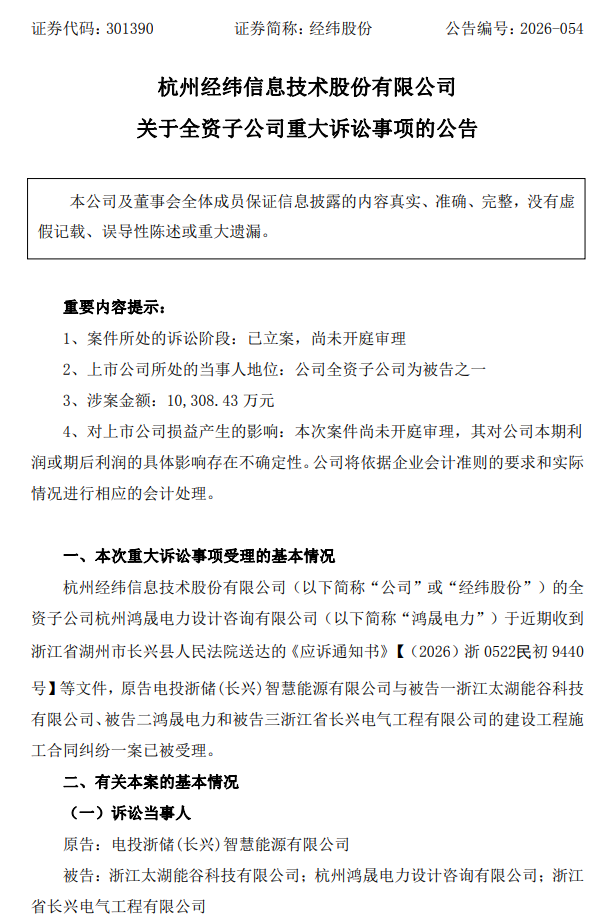 证券代码：301390 证券简称：经纬股份 公告编号：2026-054
杭州经纬信息技术股份有限公司
关于全资子公司重大诉讼事项的公告
本公司及董事会全体成员保证信息披露的内容真实、准确、完整，没有虚
假记载、误导性陈述或重大遗漏。
重要内容提示：
1、案件所处的诉讼阶段：已立案，尚未开庭审理
2、上市公司所处的当事人地位：公司全资子公司为被告之一
3、涉案金额：10,308.43 万元
4、对上市公司损益产生的影响：本次案件尚未开庭审理，其对公司本期利
润或期后利润的具体影响存在不确定性。公司将依据企业会计准则的要求和实际
情况进行相应的会计处理。
一、本次重大诉讼事项受理的基本情况
杭州经纬信息技术股份有限公司（以下简称“公司”或“经纬股份”）的全
资子公司杭州鸿晟电力设计咨询有限公司（以下简称“鸿晟电力”）于近期收到
浙江省湖州市长兴县人民法院送达的《应诉通知书》【（2026）浙 0522民初 9440
号】等文件，原告电投浙储(长兴)智慧能源有限公司与被告一浙江太湖能谷科技
有限公司、被告二鸿晟电力和被告三浙江省长兴电气工程有限公司的建设工程施
工合同纠纷一案已被受理。
二、有关本案的基本情况
（一）诉讼当事人
原告：电投浙储(长兴)智慧能源有限公司
被告：浙江太湖能谷科技有限公司；杭州鸿晟电力设计咨询有限公司；浙江
省长兴电气工程有限公司